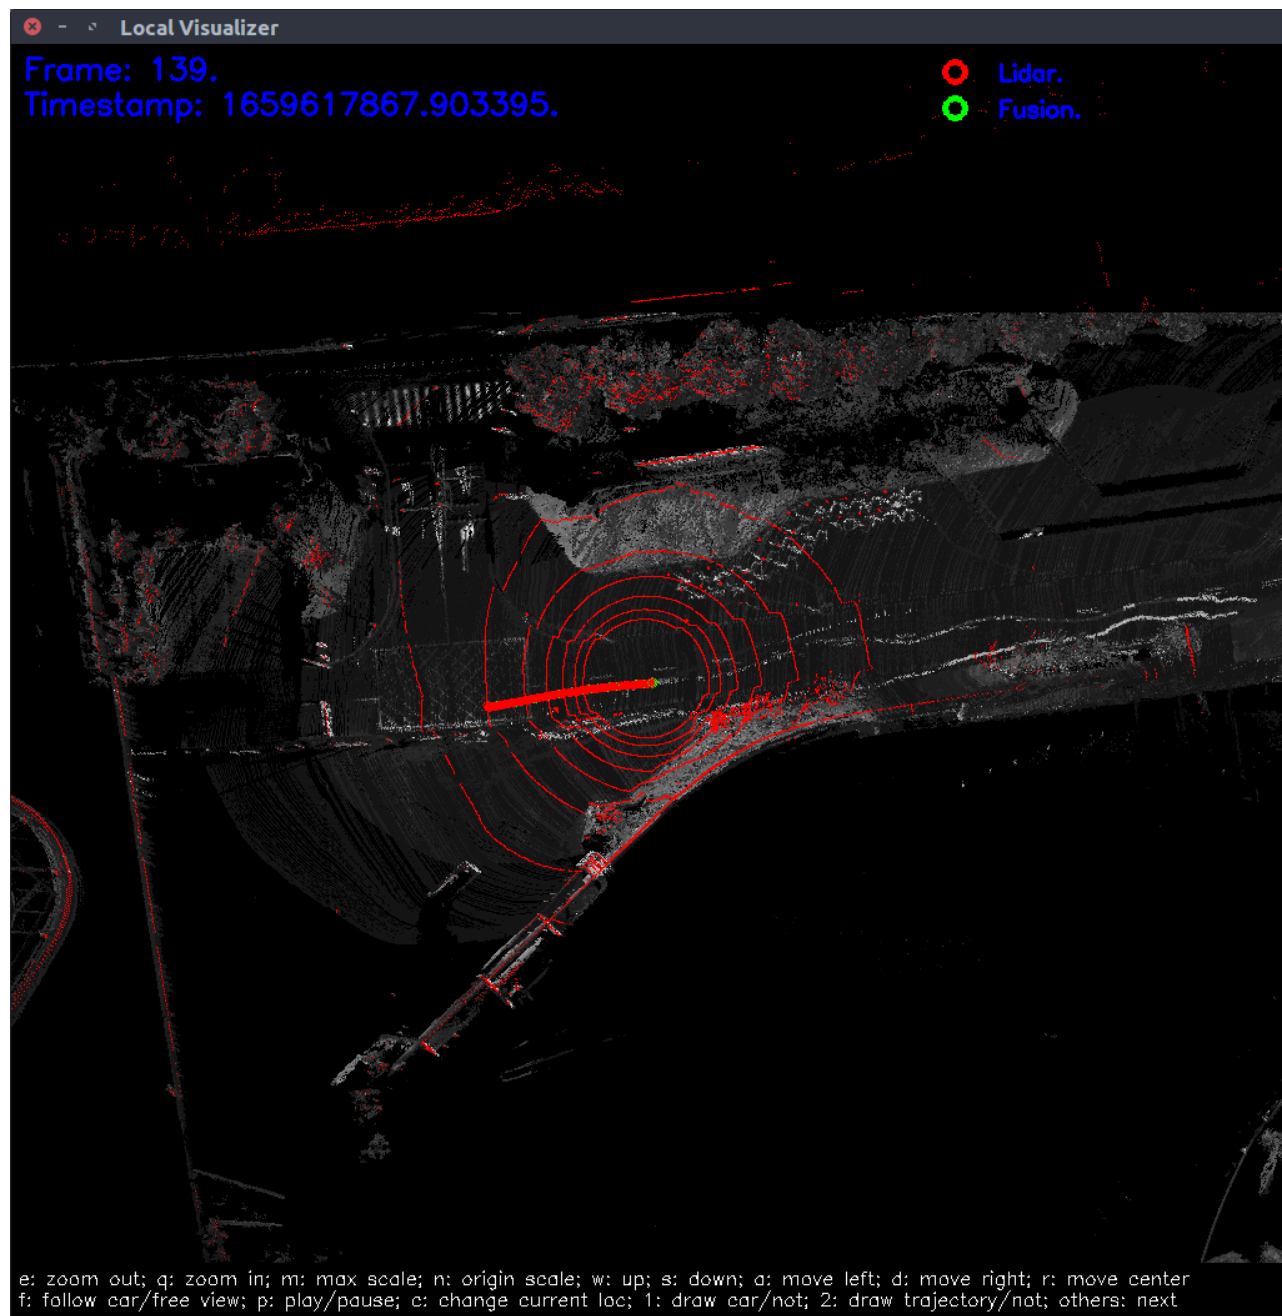 Local Visualizer
Frame: 139.
Timestamp: 1659617867.903395.
Lidar.
Fusion.
e: zoom out; q: zoom in; m: max scale; n: origin scale; w: up; s: down; a: move left; d: move right; r: move center
f: follow car/free view; p: play/pause; c: change current loc; 1: draw car/not; 2: draw trajectory/not; others: next